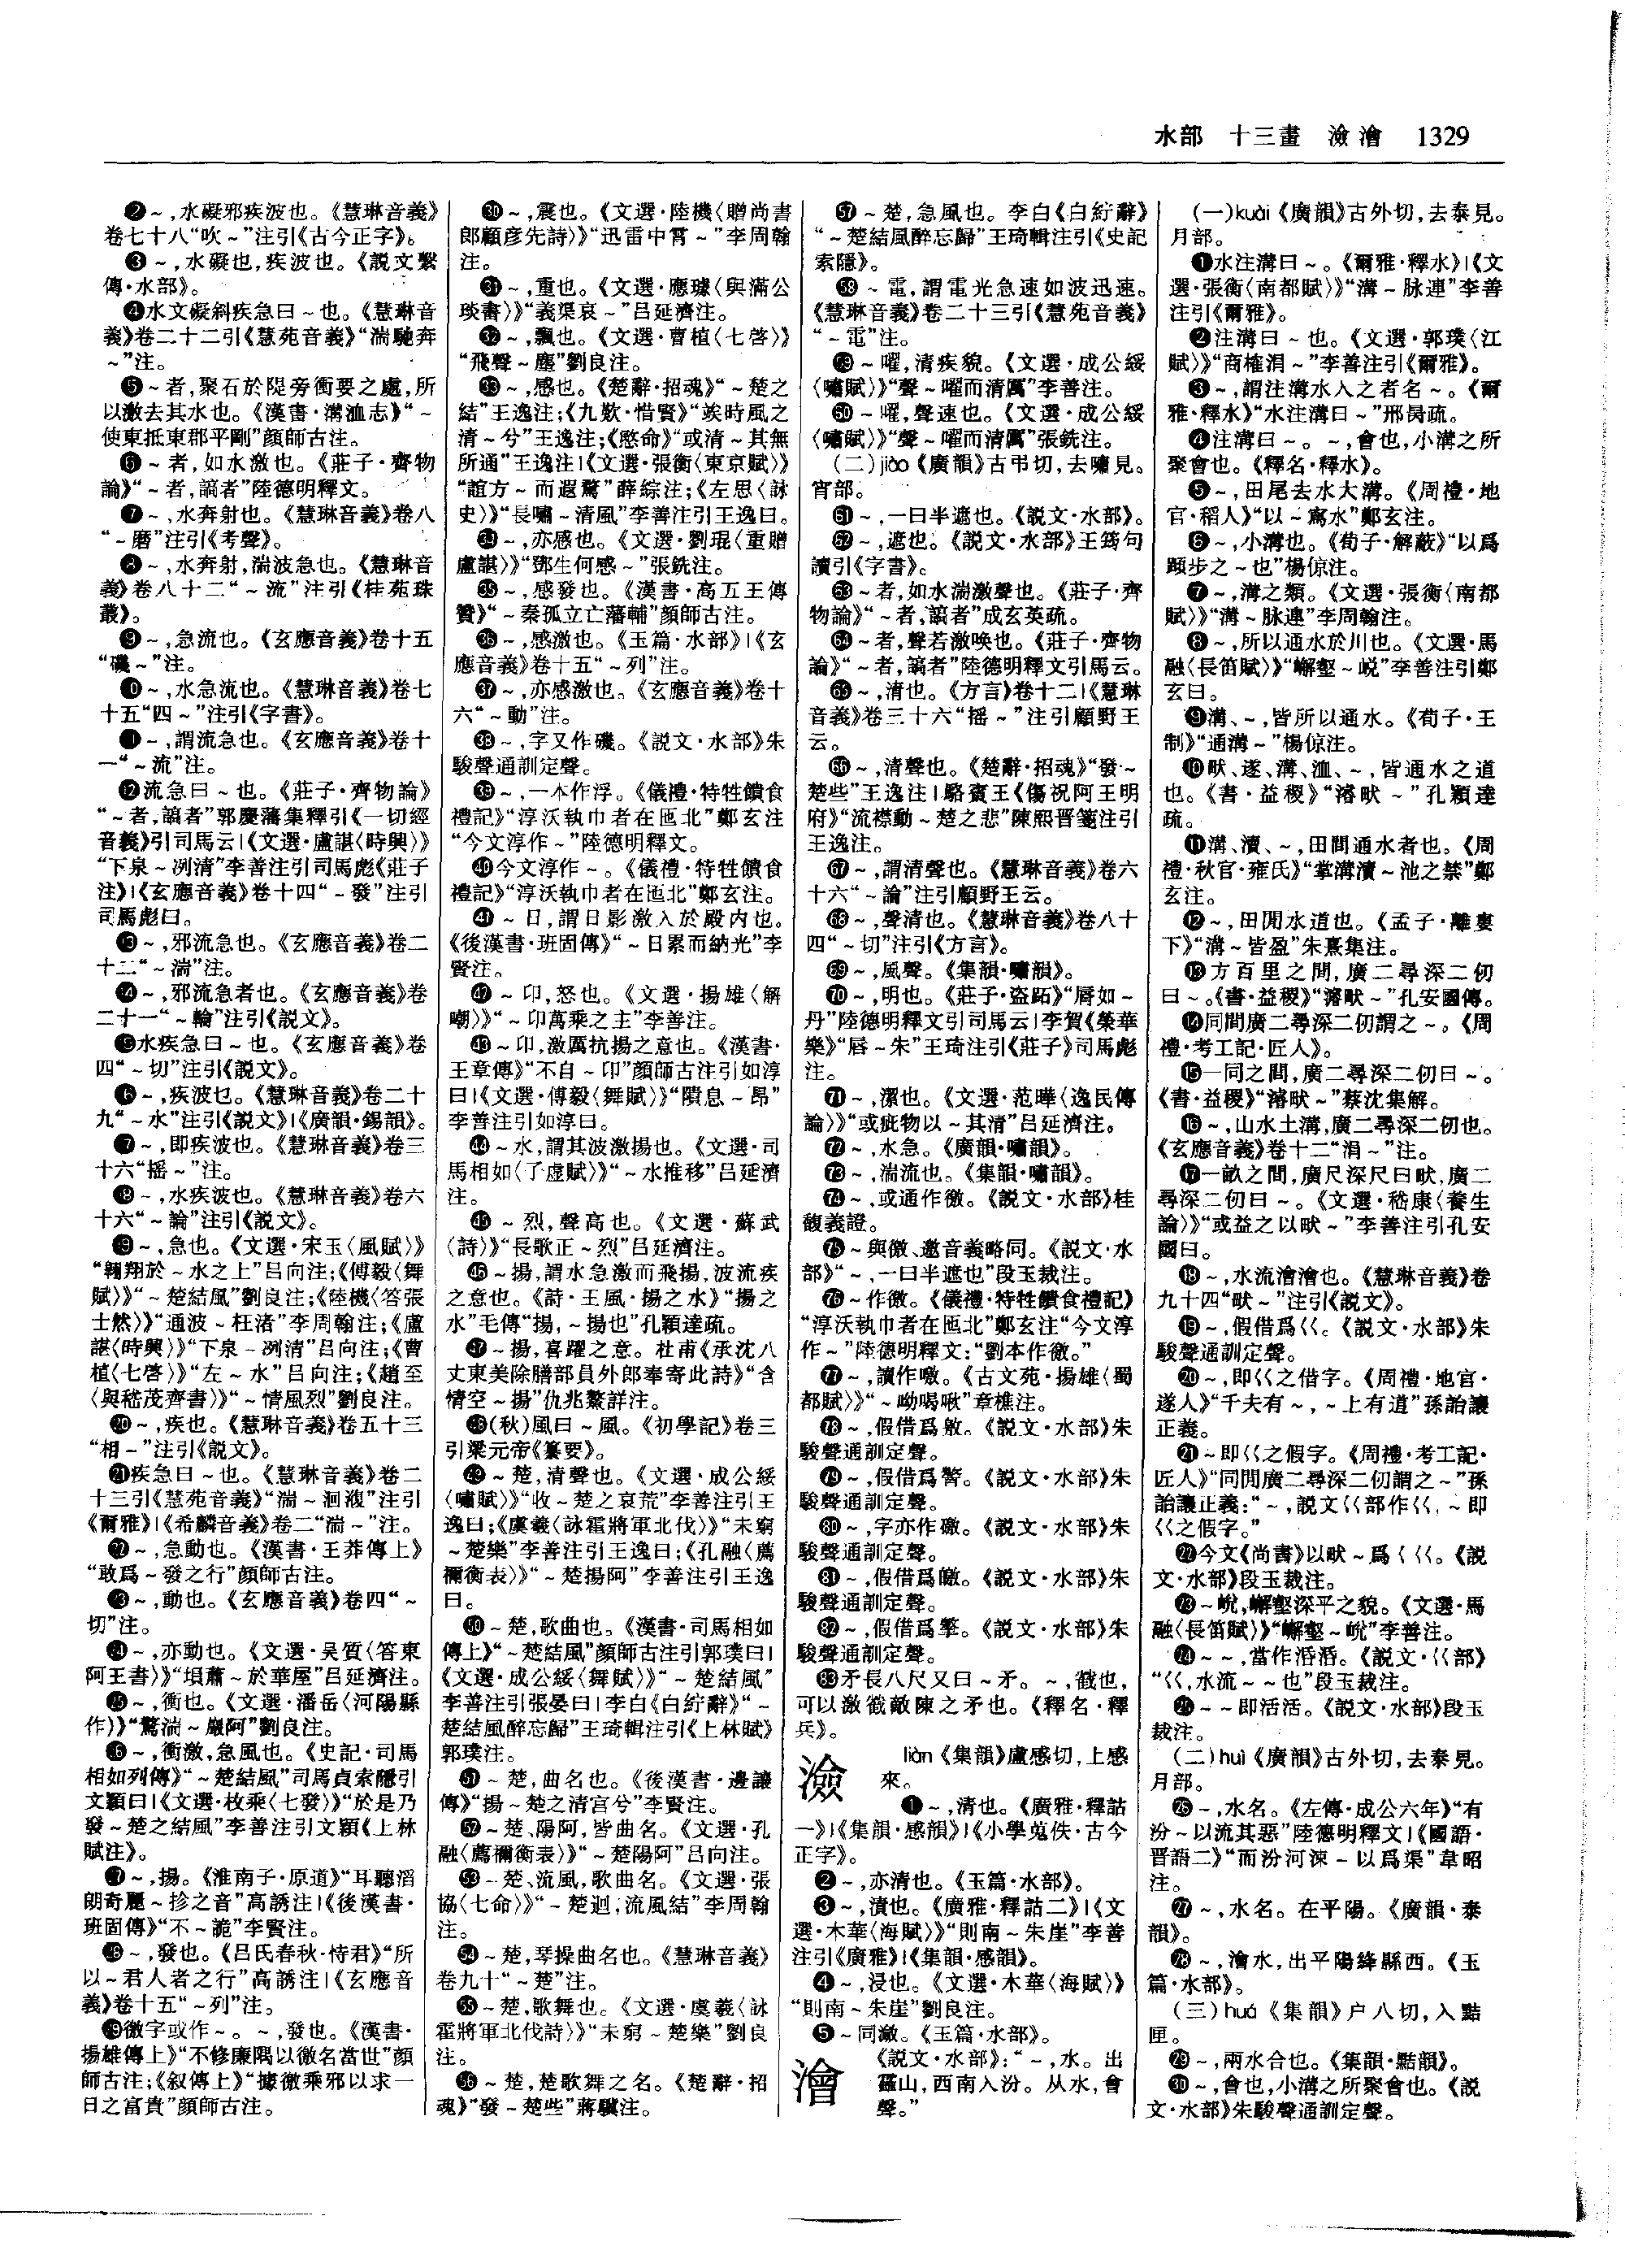 水部　十三畫　澰澮　1329
❷～,水礙邪疾波也。《慧琳音義》
卷七十八“吹～”注引《古今正字》。
❸～,水礙也,疾波也。《説文繫
傳·水部》。
❹水文礙斜疾急曰～也。《慧琳音
義》卷二十二引《慧苑音義》“湍馳奔
～”注。
❺～者,聚石於隄旁衝要之處,所
以激去其水也。《漢書·溝洫志》“～
使東抵東郡平剛”顔師古注。
❻～者,如水激也。《莊子·齊物
論》“～者,謞者”陸德明釋文。
❼～,水奔射也。《慧琳音義》卷八
“～磨”注引《考聲》。
❽～,水奔射,湍波急也。《慧琳音
義》卷八十二“～流”注引《桂苑珠
叢》。
❾～,急流也。《玄應音義》卷十五
“磯～”注。
❿～,水急流也。《慧琳音義》卷七
十五“四～”注引《字書》。
⓫～,謂流急也。《玄應音義》卷十
一“～流”注。
⓬流急曰～也。《莊子·齊物論》
“～者,謞者”郭慶藩集釋引《一切經
音義》引司馬云|《文選·盧諶〈時興〉》
“下泉～冽清”李善注引司馬彪《莊子
注》|《玄應音義》卷十四“～發”注引
司馬彪曰。
⓭～,邪流急也。《玄應音義》卷二
十二“～湍”注。
⓮～,邪流急者也。《玄應音義》卷
二十一“～輪”注引《説文》。
⓯水疾急曰～也。《玄應音義》卷
四“～切”注引《説文》。
⓰～,疾波也。《慧琳音義》卷二十
九“～水”注引《説文》|《廣韻·錫韻》。
⓱～,即疾波也。《慧琳音義》卷三
十六“摇～”注。
⓲～,水疾波也。《慧琳音義》卷六
十六“～論”注引《説文》。
⓳～,急也。《文選·宋玉〈風賦〉》
“翱翔於～水之上”吕向注;《傅毅〈舞
賦〉》“～楚結風”劉良注;《陸機〈答張
士然〉》“通波～枉渚”李周翰注;《盧
諶〈時興〉》“下泉～冽清”吕向注;《曹
植〈七啓〉》“左～水”吕向注;《趙至
〈與嵇茂齊書〉》“～情風烈”劉良注。
⓴～,疾也。《慧琳音義》卷五十三
“相～”注引《説文》。
㉑疾急曰～也。《慧琳音義》卷二
十三引《慧苑音義》“湍～洄澓”注引
《爾雅》|《希麟音義》卷二“湍～”注。
㉒～,急動也。《漢書·王莽傳上》
“敢爲～發之行”顔師古注。
㉓～,動也。《玄應音義》卷四“～
切”注。
㉔～,亦動也。《文選·吴質〈答東
阿王書〉》“塤蕭～於華屋”吕延濟注。
㉕～,衝也。《文選·潘岳〈河陽縣
作〉》“驚湍～巖阿”劉良注。
㉖～,衝激,急風也。《史記·司馬
相如列傳》“～楚結風”司馬貞索隱引
文穎曰|《文選·枚乘〈七發〉》“於是乃
發～楚之結風”李善注引文穎《上林
賦注》。
㉗～,揚。《淮南子·原道》“耳聽滔
朗奇麗～抮之音”高誘注|《後漢書·
班固傳》“不～詭”李賢注。
㉘～,發也。《吕氏春秋·恃君》“所
以～君人者之行”高誘注|《玄應音
義》卷十五“～列”注。
㉙徼字或作～。～,發也。《漢書·
揚雄傳上》“不修廉隅以徼名當世”顔
師古注;《叙傳上》“據徼乘邪以求一
日之富貴”顔師古注。
㉚～,震也。《文選·陸機〈贈尚書
郎顧彦先詩〉》“迅雷中霄～”李周翰
注。
㉛～,重也。《文選·應璩〈與滿公
琰書〉》“義渠哀～”吕延濟注。
㉜～,飄也。《文選·曹植〈七啓〉》
“飛聲～塵”劉良注。
㉝～,感也。《楚辭·招魂》“～楚之
結”王逸注;《九歎·惜賢》“竢時風之
清～兮”王逸注;《愍命》“或清～其無
所通”王逸注|《文選·張衡〈東京賦〉》
“誼方～而遐騖”薛綜注;《左思〈詠
史〉》“長嘯～清風”李善注引王逸曰。
㉞～,亦感也。《文選·劉琨〈重贈
盧諶〉》“鄧生何感～”張銑注。
㉟～,感發也。《漢書·高五王傳
贊》“～秦孤立亡藩輔”顔師古注。
㊱～,感激也。《玉篇·水部》|《玄
應音義》卷十五“～列”注。
㊲～,亦感激也。《玄應音義》卷十
六“～動”注。
㊳～,字又作礉。《説文·水部》朱
駿聲通訓定聲。
㊴～,一本作浮。《儀禮·特牲饋食
禮記》“淳沃執巾者在匜北”鄭玄注
“今文淳作～”陸德明釋文。
㊵今文淳作～。《儀禮·特牲饋食
禮記》“淳沃執巾者在匜北”鄭玄注。
㊶～日,謂日影激入於殿内也。
《後漢書·班固傳》“～日累而納光”李
賢注。
㊷～卬,怒也。《文選·揚雄〈解
嘲〉》“～卬萬乘之主”李善注。
㊸～卬,激厲抗揚之意也。《漢書·
王章傳》“不自～卬”顔師古注引如淳
曰|《文選·傅毅〈舞賦〉》“隤息～昂”
李善注引如淳曰。
㊹～水,謂其波激揚也。《文選·司
馬相如〈子虚賦〉》“～水推移”吕延濟
注。
㊺～烈,聲高也。《文選·蘇武
〈詩〉》“長歌正～烈”吕延濟注。
㊻～揚,謂水急激而飛揚,波流疾
之意也。《詩·王風·揚之水》“揚之
水”毛傳“揚,～揚也”孔穎達疏。
㊼～揚,喜躍之意。杜甫《承沈八
丈東美除膳部員外郎奉寄此詩》“含
情空～揚”仇兆鰲詳注。
㊽(秋)風曰～風。《初學記》卷三
引梁元帝《纂要》。
㊾～楚,清聲也。《文選·成公綏
〈嘯賦〉》“收～楚之哀荒”李善注引王
逸曰;《虞羲〈詠霍將軍北伐〉》“未窮
～楚樂”李善注引王逸曰;《孔融〈薦
禰衡表〉》“～楚揚阿”李善注引王逸
曰。
㊿～楚,歌曲也。《漢書·司馬相如
傳上》“～楚結風”顔師古注引郭璞曰|
《文選·成公綏〈舞賦〉》“～楚結風”
李善注引張晏曰|李白《白紵辭》“～
楚結風醉忘歸”王琦輯注引《上林賦》
郭璞注。
51～楚,曲名也。《後漢書·邊讓
傳》“揚～楚之清宫兮”李賢注。
52～楚、陽阿,皆曲名。《文選·孔
融〈薦禰衡表〉》“～楚陽阿”吕向注。
53～楚、流風,歌曲名。《文選·張
協〈七命〉》“～楚迴,流風結”李周翰
注。
54～楚,琴操曲名也。《慧琳音義》
卷九十“～楚”注。
55～楚,歌舞也。《文選·虞羲〈詠
霍將軍北伐詩〉》“未窮～楚樂”劉良
注。
56～楚,楚歌舞之名。《楚辭·招
魂》“發～楚些”蔣驥注。
57～楚,急風也。李白《白紵辭》
“～楚結風醉忘歸”王琦輯注引《史記
索隱》。
58～電,謂電光急速如波迅速。
《慧琳音義》卷二十三引《慧苑音義》
“～電”注。
59～曜,清疾貌。《文選·成公綏
〈嘯賦〉》“聲～曜而清厲”李善注。
60～曜,聲速也。《文選·成公綏
〈嘯賦〉》“聲～曜而清厲”張銑注。
(二)jiào《廣韻》古弔切,去嘯見。
宵部。
61～,一曰半遮也。《説文·水部》。
62～,遮也。《説文·水部》王筠句
讀引《字書》。
63～者,如水湍激聲也。《莊子·齊
物論》“～者,謞者”成玄英疏。
64～者,聲若激唤也。《莊子·齊物
論》“～者,謞者”陸德明釋文引馬云。
65～,清也。《方言》卷十二|《慧琳
音義》卷三十六“摇～”注引顧野王
云。
66～,清聲也。《楚辭·招魂》“發～
楚些”王逸注|駱賓王《傷祝阿王明
府》“流襟動～楚之悲”陳熙晉箋注引
王逸注。
67～,謂清聲也。《慧琳音義》卷六
十六“～論”注引顧野王云。
68～,聲清也。《慧琳音義》卷八十
四“～切”注引《方言》。
69～,風聲。《集韻·嘯韻》。
70～,明也。《莊子·盗跖》“脣如～
丹”陸德明釋文引司馬云|李賀《榮華
樂》“唇～朱”王琦注引《莊子》司馬彪
注。
71～,潔也。《文選·范曄〈逸民傳
論〉》“或疵物以～其清”吕延濟注。
72～,水急。《廣韻·嘯韻》。
73～,湍流也。《集韻·嘯韻》。
74～,或通作徼。《説文·水部》桂
馥義證。
75～與徼、邀音義略同。《説文·水
部》“～,一曰半遮也”段玉裁注。
76～作徼。《儀禮·特牲饋食禮記》
“淳沃執巾者在匜北”鄭玄注“今文淳
作～”陸德明釋文:“劉本作徼。”
77～,讀作噭。《古文苑·揚雄〈蜀
都賦〉》“～呦喝啾”章樵注。
78～,假借爲敫。《説文·水部》朱
駿聲通訓定聲。
79～,假借爲警。《説文·水部》朱
駿聲通訓定聲。
80～,字亦作礉。《説文·水部》朱
駿聲通訓定聲。
81～,假借爲皦。《説文·水部》朱
駿聲通訓定聲。
82～,假借爲擊。《説文·水部》朱
駿聲通訓定聲。
83矛長八尺又曰～矛。～,截也,
可以激截敵陳之矛也。《釋名·釋
兵》。
澰　liàn《集韻》盧感切,上感
來。
❶～,清也。《廣雅·釋詁
一》|《集韻·感韻》|《小學蒐佚·古今
正字》。
❷～,亦清也。《玉篇·水部》。
❸～,漬也。《廣雅·釋詁二》|《文
選·木華〈海賦〉》“則南～朱崖”李善
注引《廣雅》|《集韻·感韻》。
❹～,浸也。《文選·木華〈海賦〉》
“則南～朱崖”劉良注。
❺～同瀲。《玉篇·水部》。
澮　《説文·水部》:“～,水。出
靃山,西南入汾。从水,會
聲。”
(一)kuài《廣韻》古外切,去泰見。
月部。
❶水注溝曰～。《爾雅·釋水》|《文
選·張衡〈南都賦〉》“溝～脉連”李善
注引《爾雅》。
❷注溝曰～也。《文選·郭璞〈江
賦〉》“商榷涓～”李善注引《爾雅》。
❸～,謂注溝水入之者名～。《爾
雅·釋水》“水注溝曰～”邢昺疏。
❹注溝曰～。～,會也,小溝之所
聚會也。《釋名·釋水》。
❺～,田尾去水大溝。《周禮·地
官·稻人》“以～寫水”鄭玄注。
❻～,小溝也。《荀子·解蔽》“以爲
蹞步之～也”楊倞注。
❼～,溝之類。《文選·張衡〈南都
賦〉》“溝～脉連”李周翰注。
❽～,所以通水於川也。《文選·馬
融〈長笛賦〉》“嶰壑～帨”李善注引鄭
玄曰。
❾溝、～,皆所以通水。《荀子·王
制》“通溝～”楊倞注。
❿畎、遂、溝、洫、～,皆通水之道
也。《書·益稷》“濬畎～”孔穎達
疏。
⓫溝、瀆、～,田間通水者也。《周
禮·秋官·雍氏》“掌溝瀆～池之禁”鄭
玄注。
⓬～,田閒水道也。《孟子·離婁
下》“溝～皆盈”朱熹集注。
⓭方百里之間,廣二尋深二仞
曰～。《書·益稷》“濬畎～”孔安國傳。
⓮同間廣二尋深二仞謂之～。《周
禮·考工記·匠人》。
⓯一同之間,廣二尋深二仞曰～。
《書·益稷》“濬畎～”蔡沈集解。
⓰～,山水土溝,廣二尋深二仞也。
《玄應音義》卷十二“涓～”注。
⓱一畝之間,廣尺深尺曰畎,廣二
尋深二仞曰～。《文選·嵇康〈養生
論〉》“或益之以畎～”李善注引孔安
國曰。
⓲～,水流澮澮也。《慧琳音義》卷
九十四“畎～”注引《説文》。
⓳～,假借爲巜。《説文·水部》朱
駿聲通訓定聲。
⓴～,即巜之借字。《周禮·地官·
遂人》“千夫有～,～上有道”孫詒讓
正義。
㉑～即巜之假字。《周禮·考工記·
匠人》“同間廣二尋深二仞謂之～”孫
詒讓正義:“～,説文巜部作巜,～即
巜之假字。”
㉒今文《尚書》以畎～爲〈巜。《説
文·水部》段玉裁注。
㉓～㟋,嶰壑深平之貌。《文選·馬
融〈長笛賦〉》“嶰壑～㟋”李善注。
㉔～～,當作涽涽。《説文·巜部》
“巜,水流～～也”段玉裁注。
㉕～～即活活。《説文·水部》段玉
裁注。
(二)huì《廣韻》古外切,去泰見。
月部。
㉖～,水名。《左傳·成公六年》“有
汾～以流其惡”陸德明釋文|《國語·
晋語二》“而汾河涑～以爲渠”韋昭
注。
㉗～,水名。在平陽。《廣韻·泰
韻》。
㉘～,澮水,出平陽絳縣西。《玉
篇·水部》。
(三)huá《集韻》户八切,入黠
匣。
㉙～,兩水合也。《集韻·黠韻》。
㉚～,會也,小溝之所聚會也。《説
文·水部》朱駿聲通訓定聲。